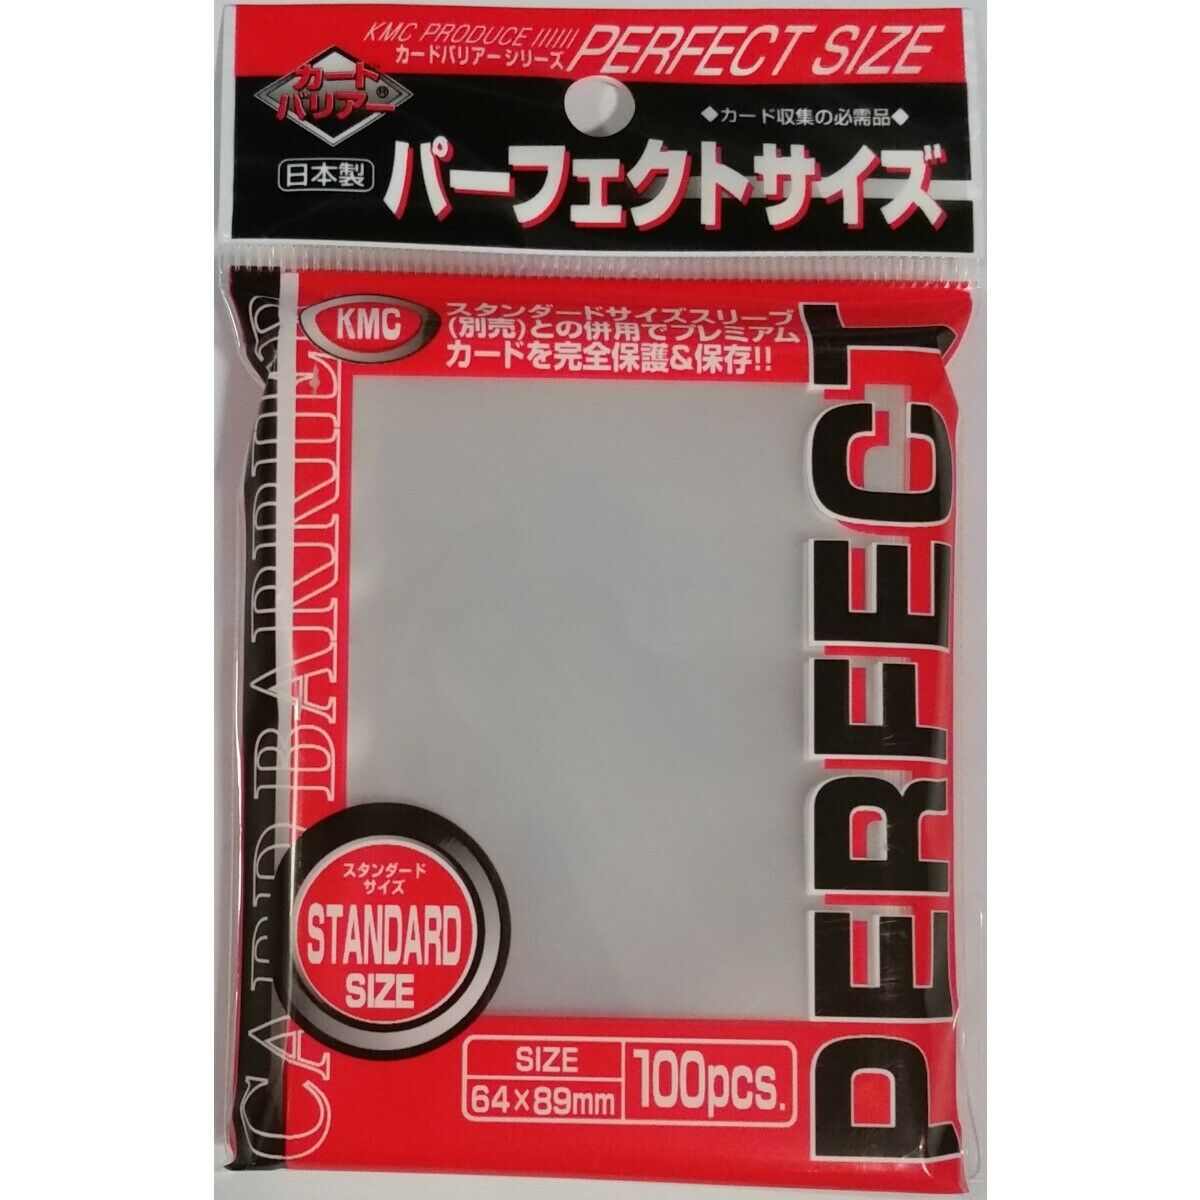 KMC PRODUCE ////// PERFECT SIZE
カードバリアーシリーズ
カード
バリアー®
◆カード収集の必需品◆
日本製
パーフェクトサイズ
KMC
スタンダードサイズスリーブ
(別売)との併用でプレミアム
カードを完全保護&保存!!
CARD BARRIER
PERFECT
スタンダード
サイズ
STANDARD
SIZE
SIZE
64×89mm
100pcs.